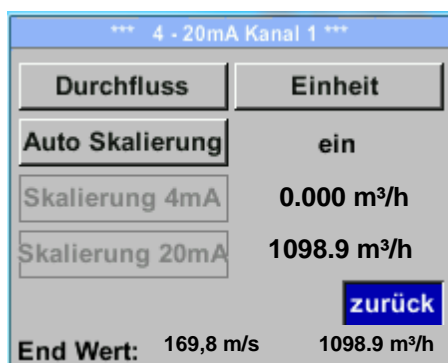 *** 4 - 20mA Kanal 1 ***
Durchfluss Einheit
Auto Skalierung ein
Skalierung 4mA 0.000 m³/h
Skalierung 20mA 1098.9 m³/h
zurück
End Wert: 169,8 m/s 1098.9 m³/h